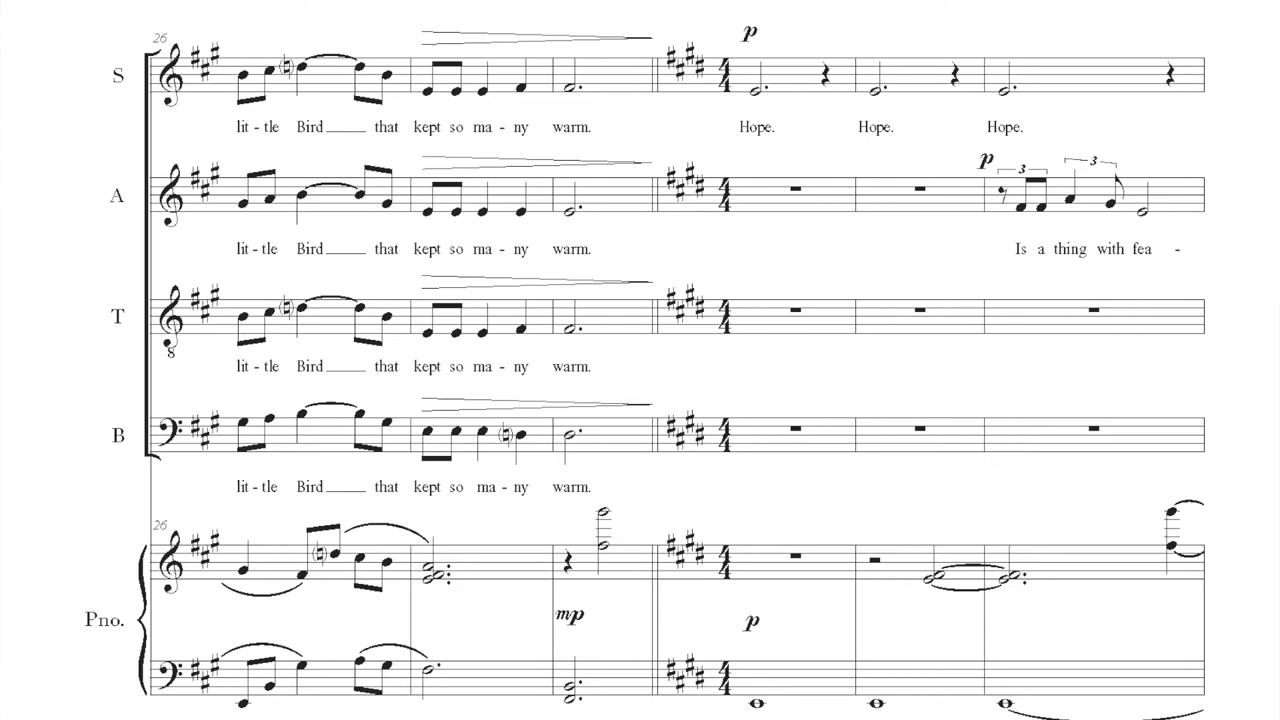 26
p
S
lit - tle Bird that kept so ma - ny warm. Hope. Hope. Hope.
p
3 3
A
lit - tle Bird that kept so ma - ny warm. Is a thing with fea -
T
8
lit - tle Bird that kept so ma - ny warm.
B
lit - tle Bird that kept so ma - ny warm.
26
Pno.
mp p